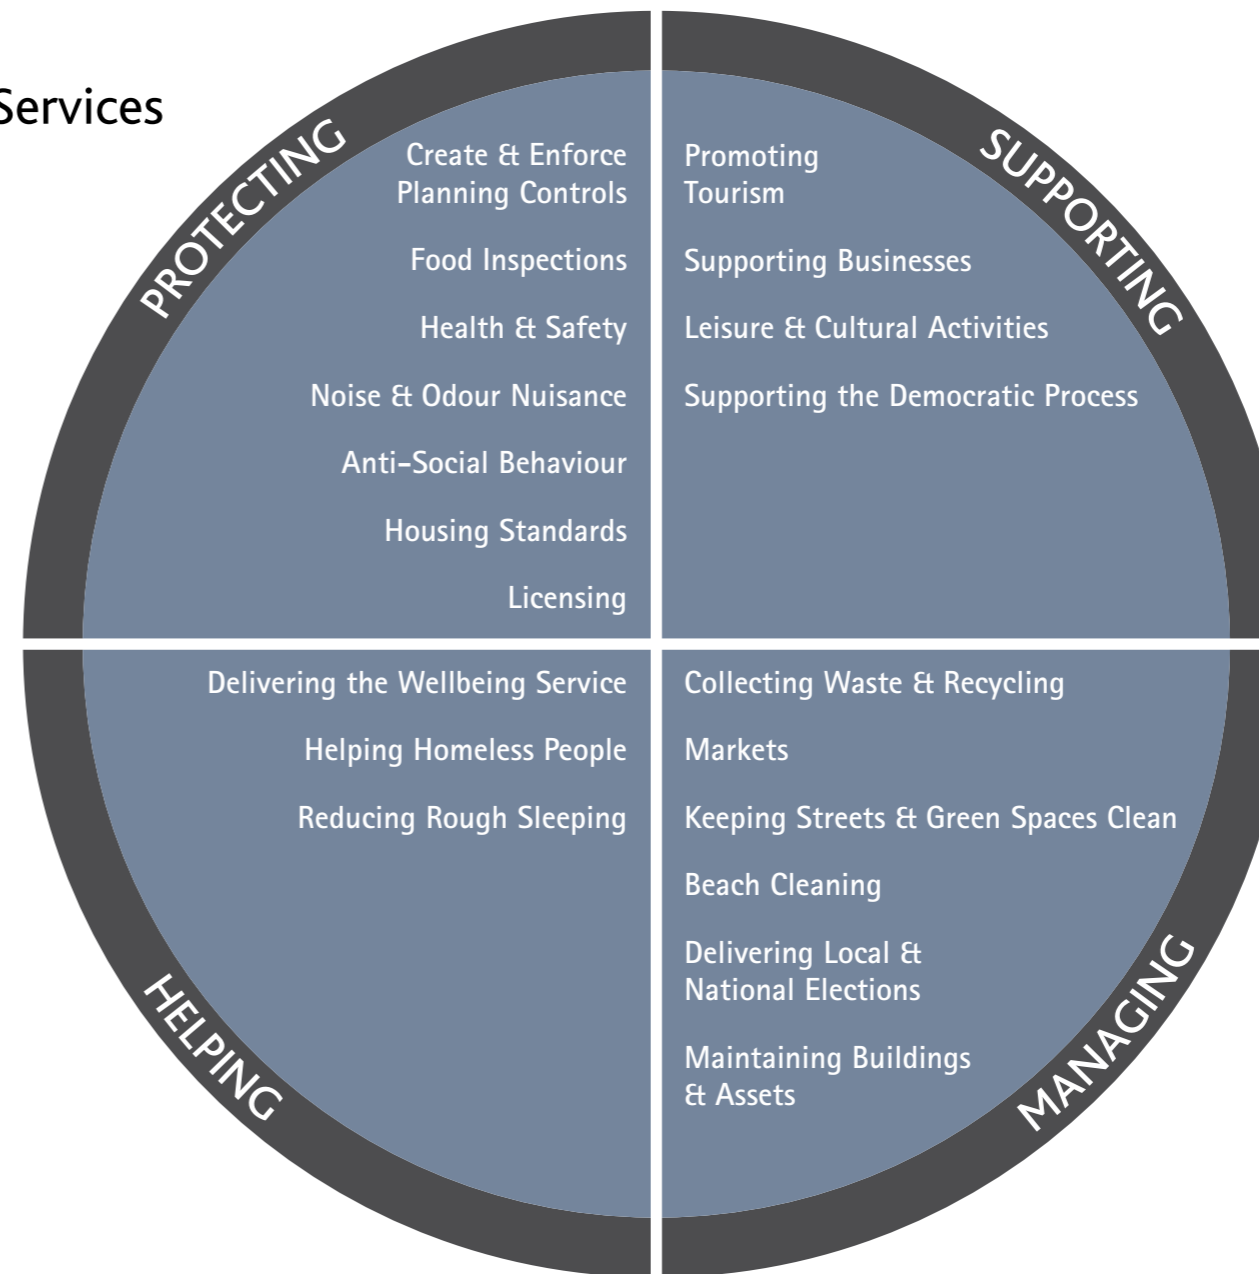 Services
PROTECTING
Create & Enforce
Planning Controls
Food Inspections
Health & Safety
Noise & Odour Nuisance
Anti-Social Behaviour
Housing Standards
Licensing
SUPPORTING
Promoting
Tourism
Supporting Businesses
Leisure & Cultural Activities
Supporting the Democratic Process
HELPING
Delivering the Wellbeing Service
Helping Homeless People
Reducing Rough Sleeping
MANAGING
Collecting Waste & Recycling
Markets
Keeping Streets & Green Spaces Clean
Beach Cleaning
Delivering Local &
National Elections
Maintaining Buildings
& Assets